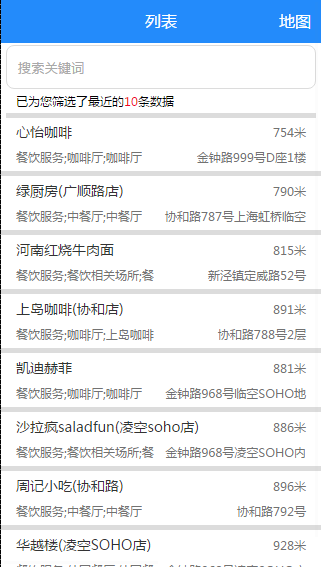 列表 地图
搜索关键词
已为您筛选了最近的10条数据
心怡咖啡 754米
餐饮服务;咖啡厅;咖啡厅 金钟路999号D座1楼
绿厨房(广顺路店) 790米
餐饮服务;中餐厅;中餐厅 协和路787号上海虹桥临空
河南红烧牛肉面 815米
餐饮服务;餐饮相关场所;餐 新泾镇定威路52号
上岛咖啡(协和店) 891米
餐饮服务;咖啡厅;上岛咖啡 协和路788号2层
凯迪赫菲 881米
餐饮服务;咖啡厅;咖啡厅 金钟路968号临空SOHO地
沙拉疯saladfun(凌空soho店) 886米
餐饮服务;餐饮相关场所;餐 金钟路968号凌空SOHO内
周记小吃(协和路) 896米
餐饮服务;中餐厅;中餐厅 协和路792号
华越楼(凌空SOHO店) 928米